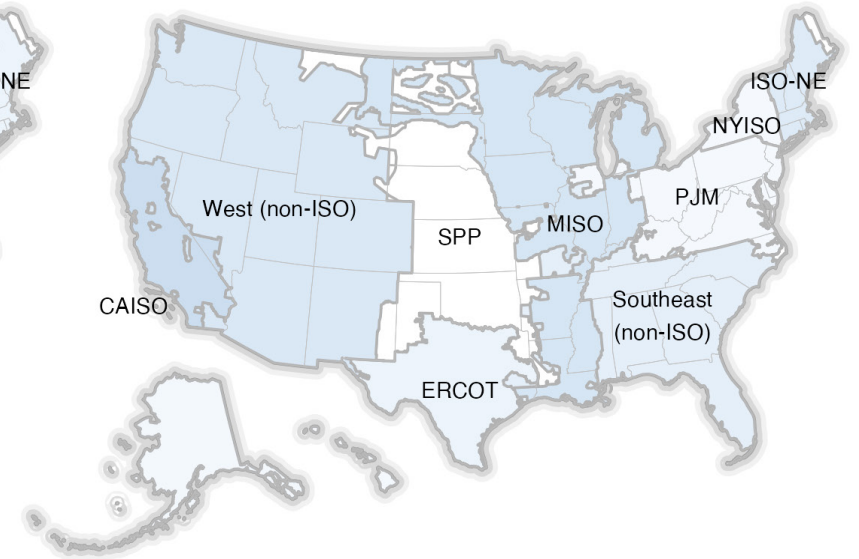 NE
ISO-NE
NYISO
PJM
West (non-ISO)
MISO
SPP
CAISO
Southeast
(non-ISO)
ERCOT